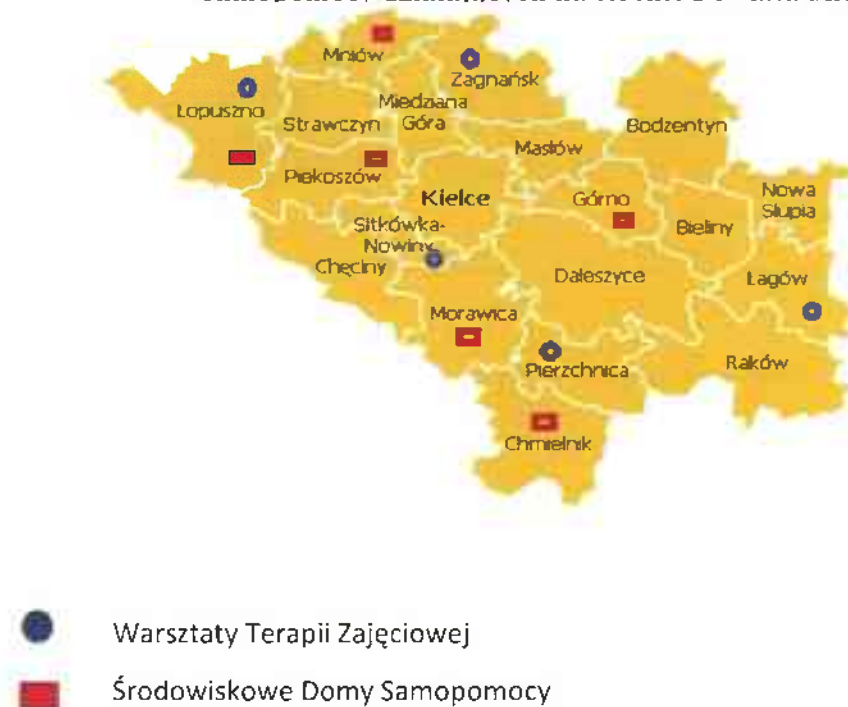 Mniów
Zagnańsk
Łopuszno
Miedziana
Góra
Strawczyn
Bodzentyn
Masłów
Piekoszów
Kielce
Górno
Nowa
Słupia
Sitkówka-
Nowiny
Bieliny
Chęciny
Daleszyce
Łagów
Morawica
Pierzchnica
Raków
Chmielnik
Warsztaty Terapii Zajęciowej
Środowiskowe Domy Samopomocy